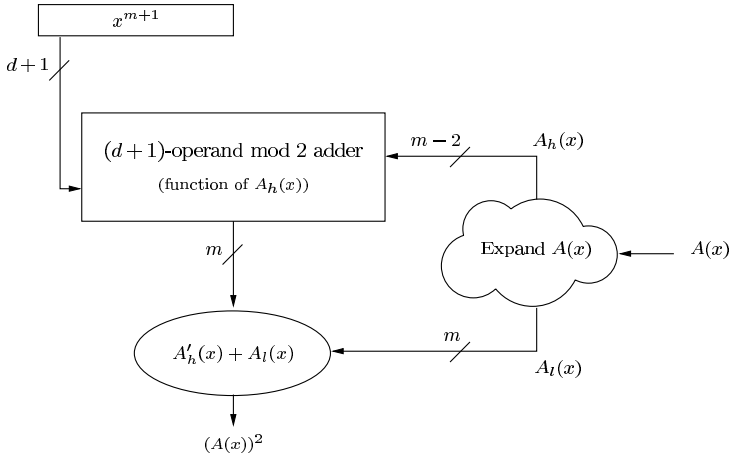 x^{m+1}
d+1
(d+1)-operand mod 2 adder
(function of A_h(x))
m−2
A_h(x)
Expand A(x)
A(x)
m
A'_h(x) + A_l(x)
m
A_l(x)
(A(x))^2